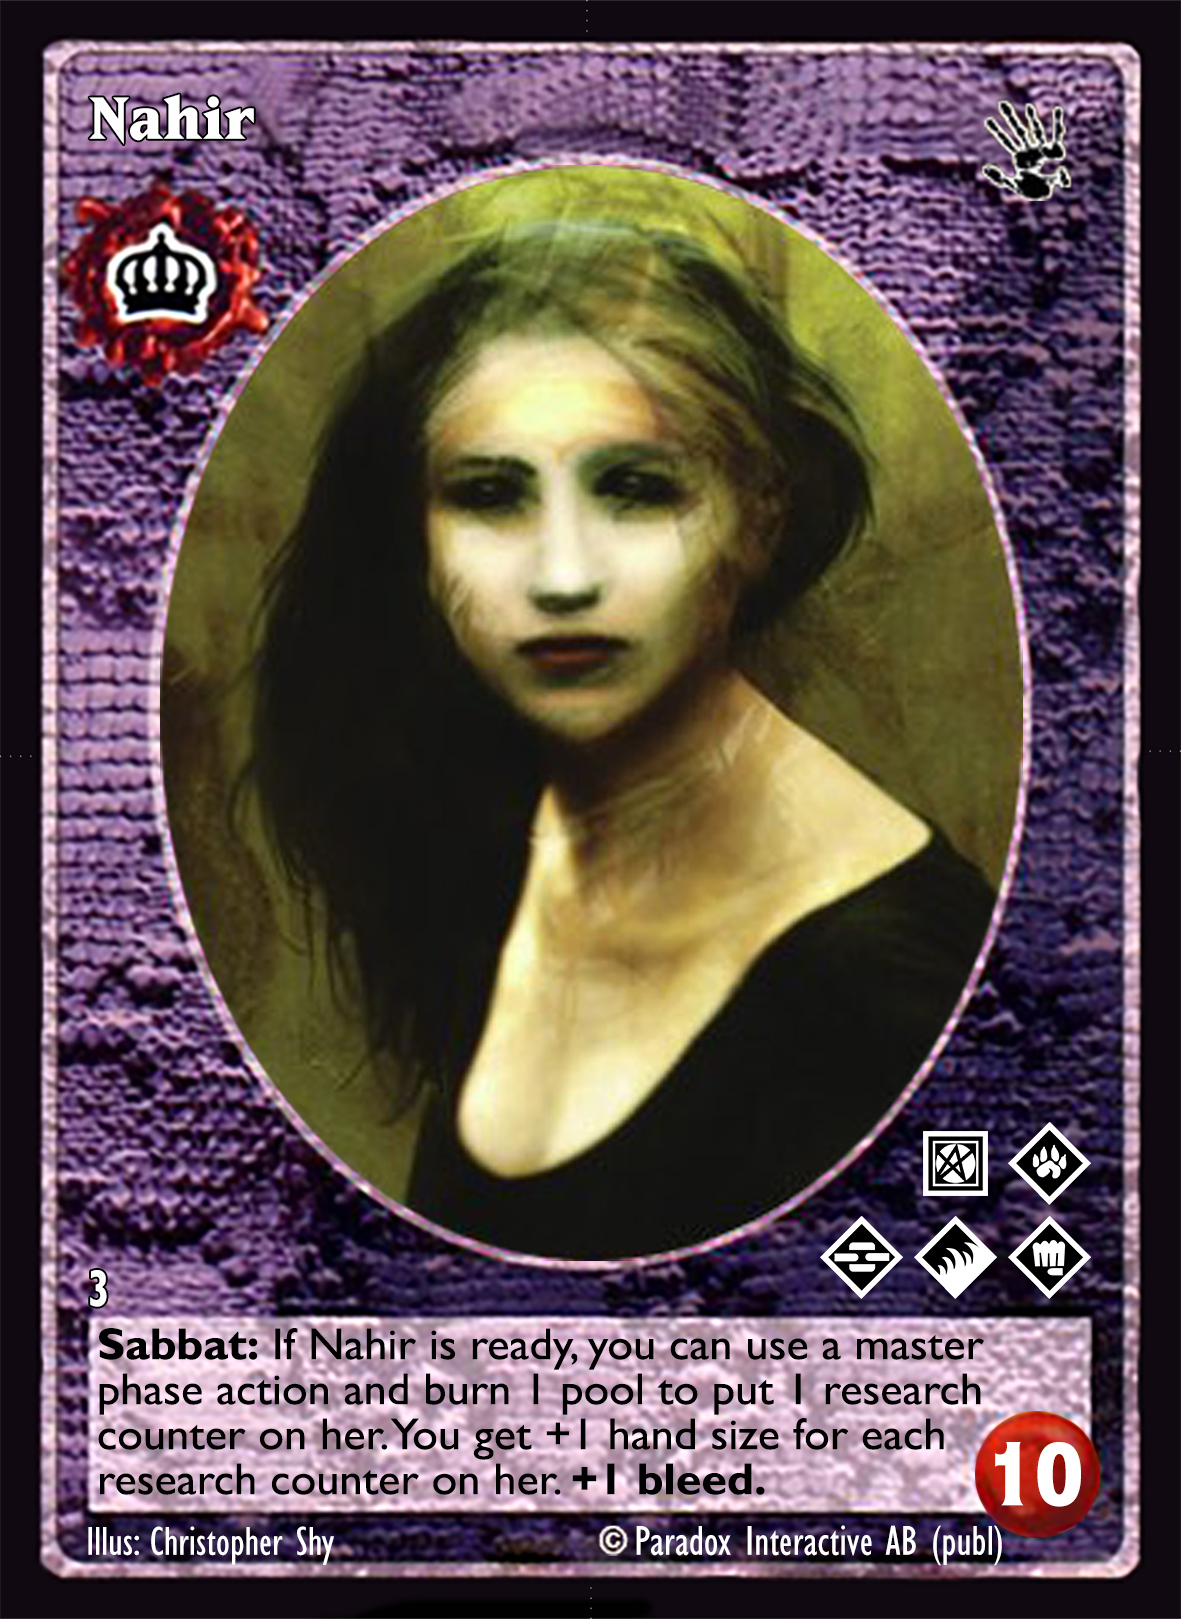 Nahir
3
Sabbat: If Nahir is ready, you can use a master
phase action and burn 1 pool to put 1 research
counter on her. You get +1 hand size for each
research counter on her. +1 bleed.
10
Illus: Christopher Shy © Paradox Interactive AB (publ)